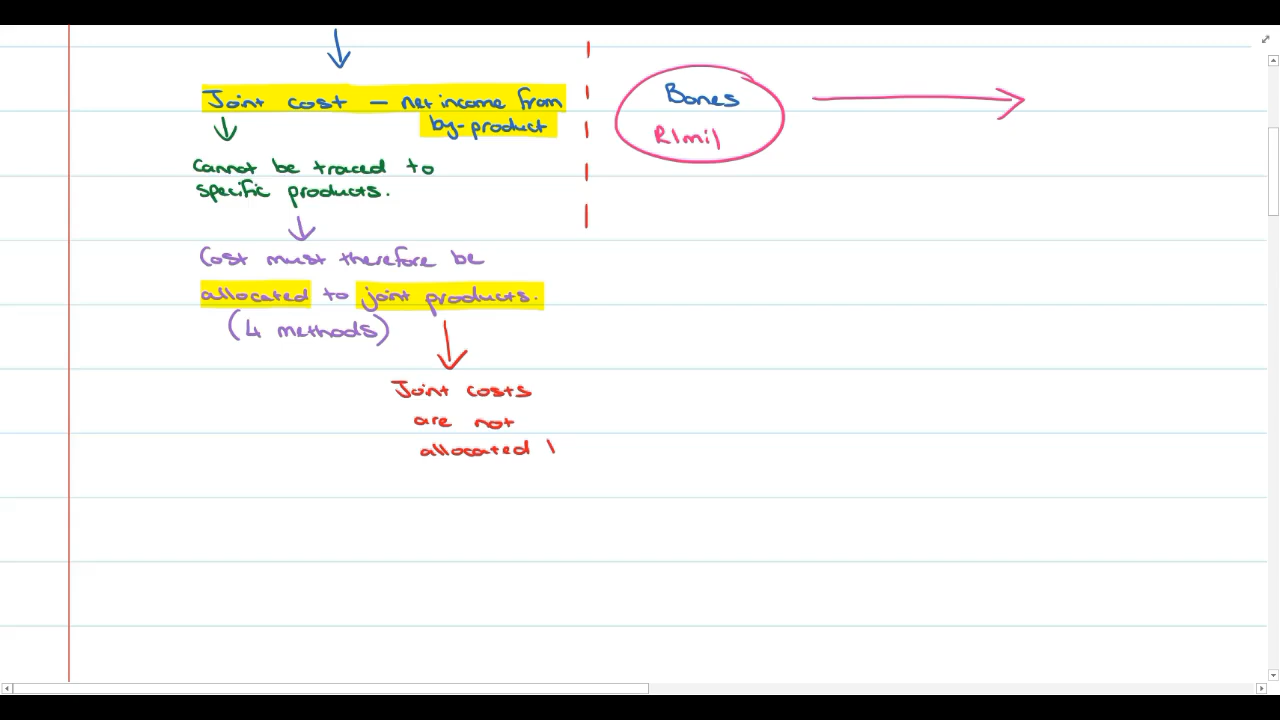 Joint cost – net income from
by-product
Bones
R1mil
Cannot be traced to
specific products.
Cost must therefore be
allocated to joint products.
(4 methods)
Joint costs
are not
allocated